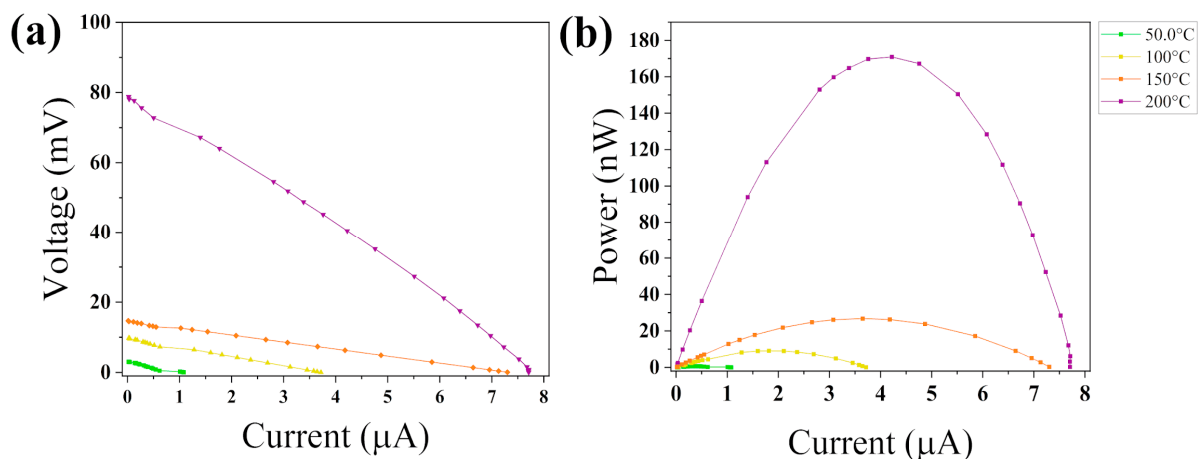 (a)
Voltage (mV)
100
80
60
40
20
0
0 1 2 3 4 5 6 7 8
Current (μA)
(b)
Power (nW)
180
160
140
120
100
80
60
40
20
0
0 1 2 3 4 5 6 7 8
Current (μA)
50.0°C
100°C
150°C
200°C